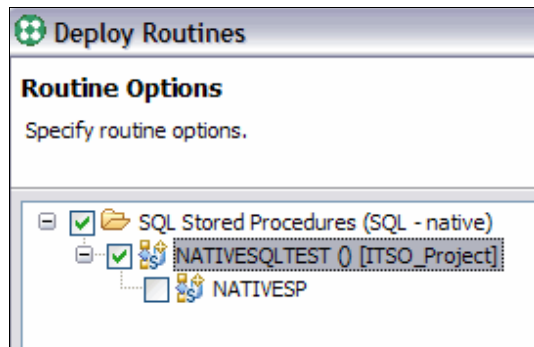 Deploy Routines
Routine Options
Specify routine options.
SQL Stored Procedures (SQL - native)
NATIVESQLTEST () [ITSO_Project]
NATIVESP